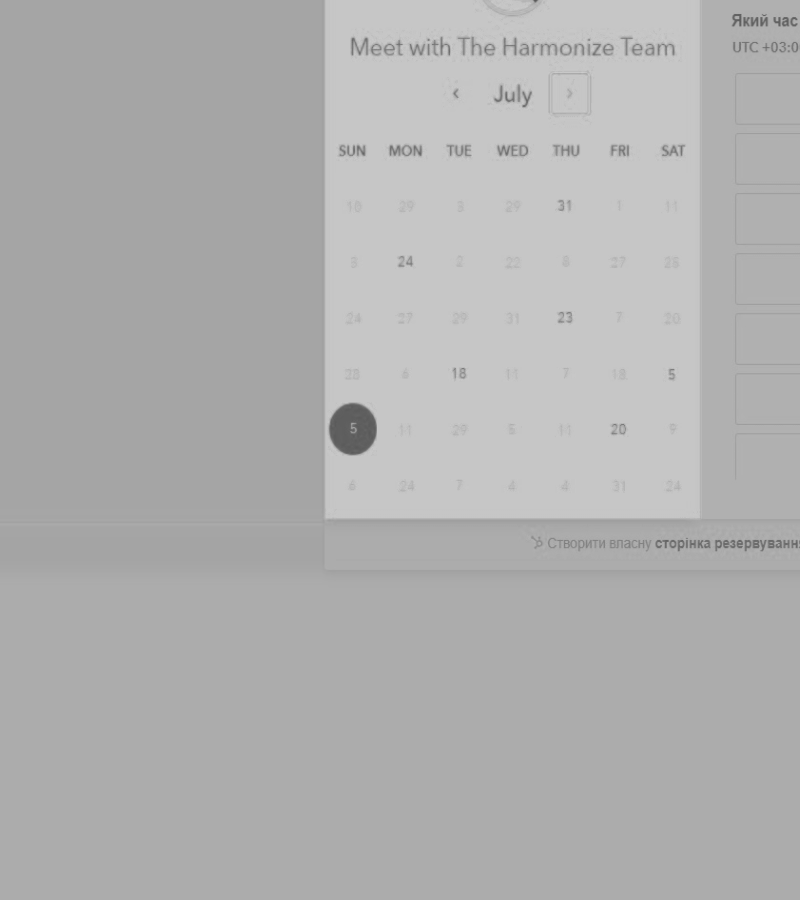 Який час
Meet with The Harmonize Team
UTC +03:0
‹ July ›
SUN MON TUE WED THU FRI SAT
18 29 3 29 31 1 11
3 24 2 22 8 27 25
24 27 29 31 23 7 20
23 6 18 11 7 18 5
5 11 29 5 11 20 9
6 24 7 4 4 31 24
Створити власну сторінка резервуванн